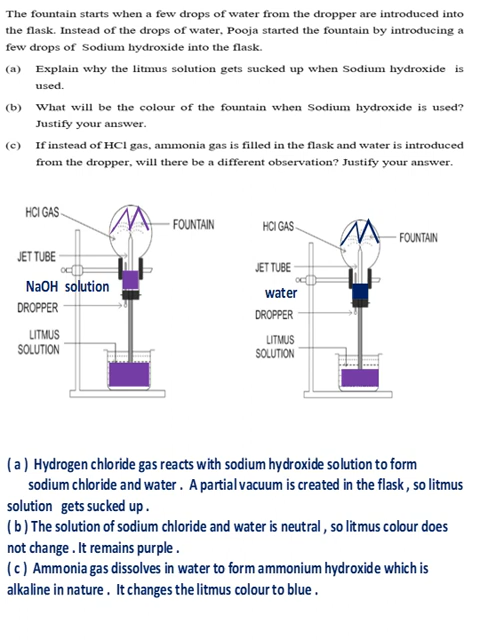 The fountain starts when a few drops of water from the dropper are introduced into
the flask. Instead of the drops of water, Pooja started the fountain by introducing a
few drops of Sodium hydroxide into the flask.
(a) Explain why the litmus solution gets sucked up when Sodium hydroxide is
used.
(b) What will be the colour of the fountain when Sodium hydroxide is used?
Justify your answer.
(c) If instead of HCl gas, ammonia gas is filled in the flask and water is introduced
from the dropper, will there be a different observation? Justify your answer.
HCl GAS
FOUNTAIN
JET TUBE
NaOH solution
DROPPER
LITMUS
SOLUTION
HCl GAS
FOUNTAIN
JET TUBE
water
DROPPER
LITMUS
SOLUTION
( a ) Hydrogen chloride gas reacts with sodium hydroxide solution to form
sodium chloride and water . A partial vacuum is created in the flask , so litmus
solution gets sucked up .
( b ) The solution of sodium chloride and water is neutral , so litmus colour does
not change . It remains purple .
( c ) Ammonia gas dissolves in water to form ammonium hydroxide which is
alkaline in nature . It changes the litmus colour to blue .